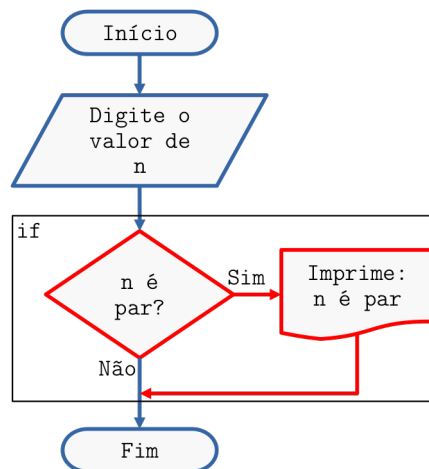 Início
Digite o
valor de
n
if
n é
par?
Sim
Imprime:
n é par
Não
Fim